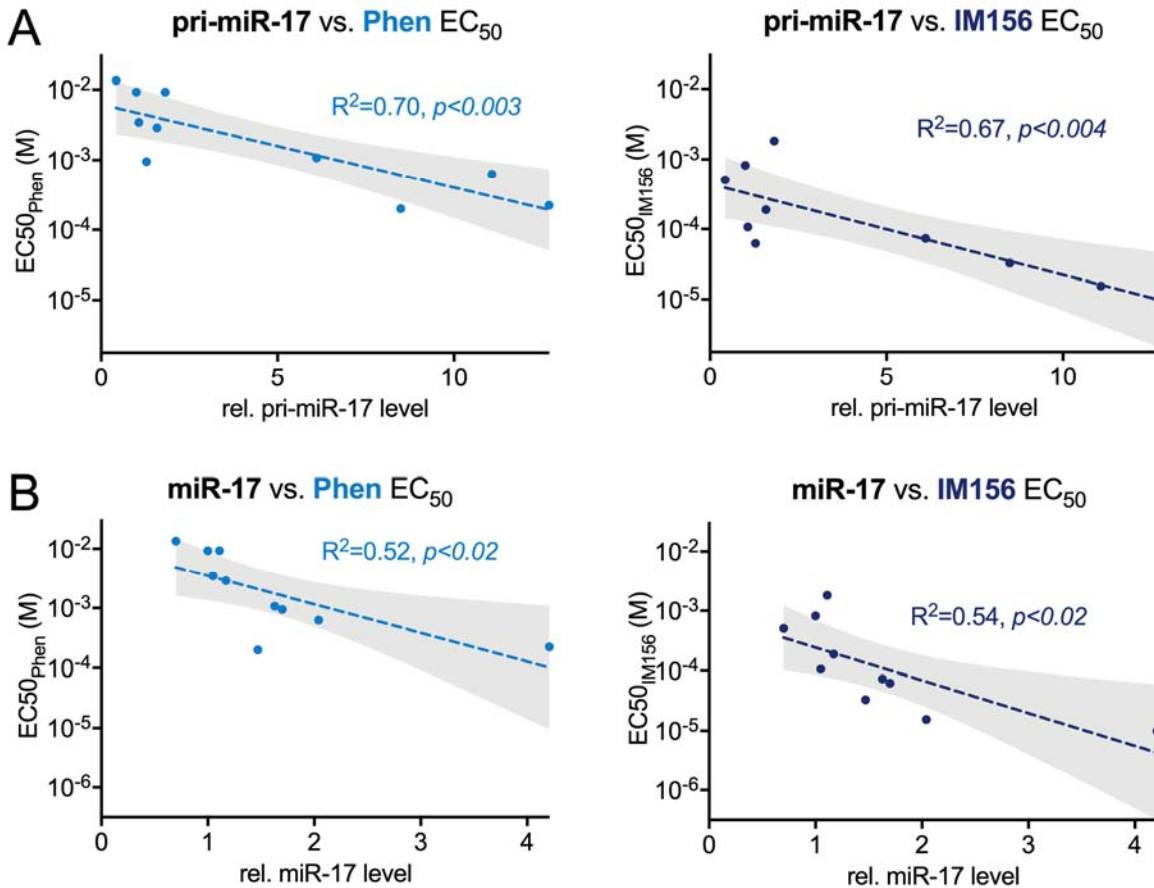 A
pri-miR-17 vs. Phen EC50
R2=0.70, p<0.003
EC50Phen (M)
10-2
10-3
10-4
10-5
0
5
10
rel. pri-miR-17 level
pri-miR-17 vs. IM156 EC50
R2=0.67, p<0.004
EC50IM156 (M)
10-2
10-3
10-4
10-5
0
5
10
rel. pri-miR-17 level
B
miR-17 vs. Phen EC50
R2=0.52, p<0.02
EC50Phen (M)
10-2
10-3
10-4
10-5
10-6
0
1
2
3
4
rel. miR-17 level
miR-17 vs. IM156 EC50
R2=0.54, p<0.02
EC50IM156 (M)
10-2
10-3
10-4
10-5
10-6
0
1
2
3
4
rel. miR-17 level